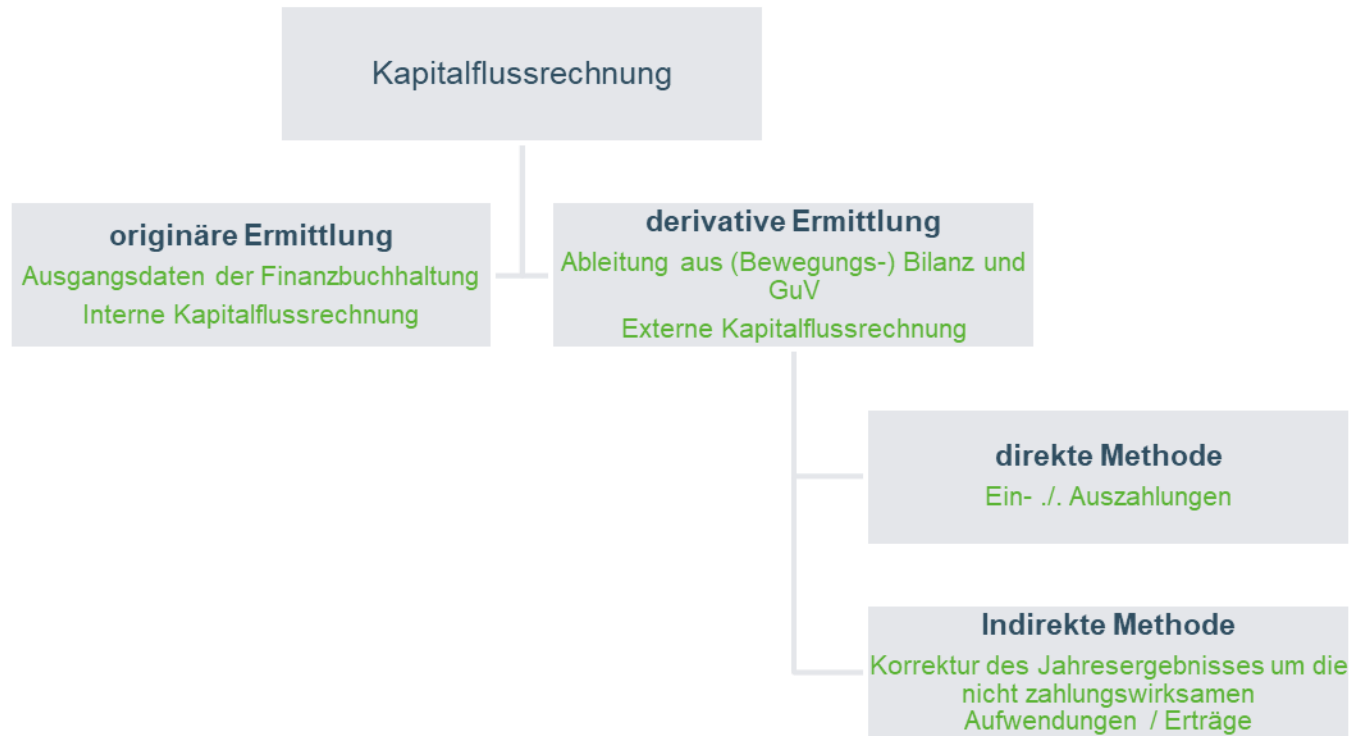 Kapitalflussrechnung
originäre Ermittlung
Ausgangsdaten der Finanzbuchhaltung
Interne Kapitalflussrechnung
derivative Ermittlung
Ableitung aus (Bewegungs-) Bilanz und
GuV
Externe Kapitalflussrechnung
direkte Methode
Ein- ./. Auszahlungen
Indirekte Methode
Korrektur des Jahresergebnisses um die
nicht zahlungswirksamen
Aufwendungen / Erträge